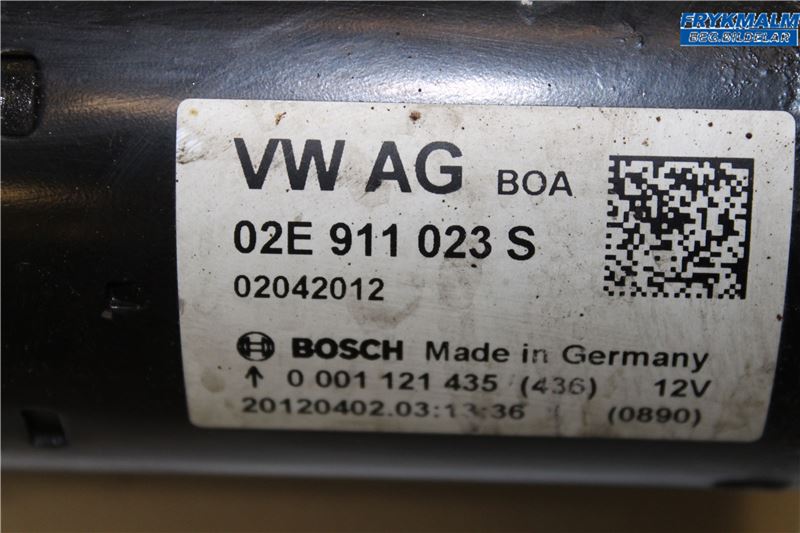 FRYKMALM
BEG.BILDELAR
VW AG BOA
02E 911 023 S
02042012
BOSCH Made in Germany
↑ 0 001 121 435 (436) 12V
20120402.03:13:36 (0890)